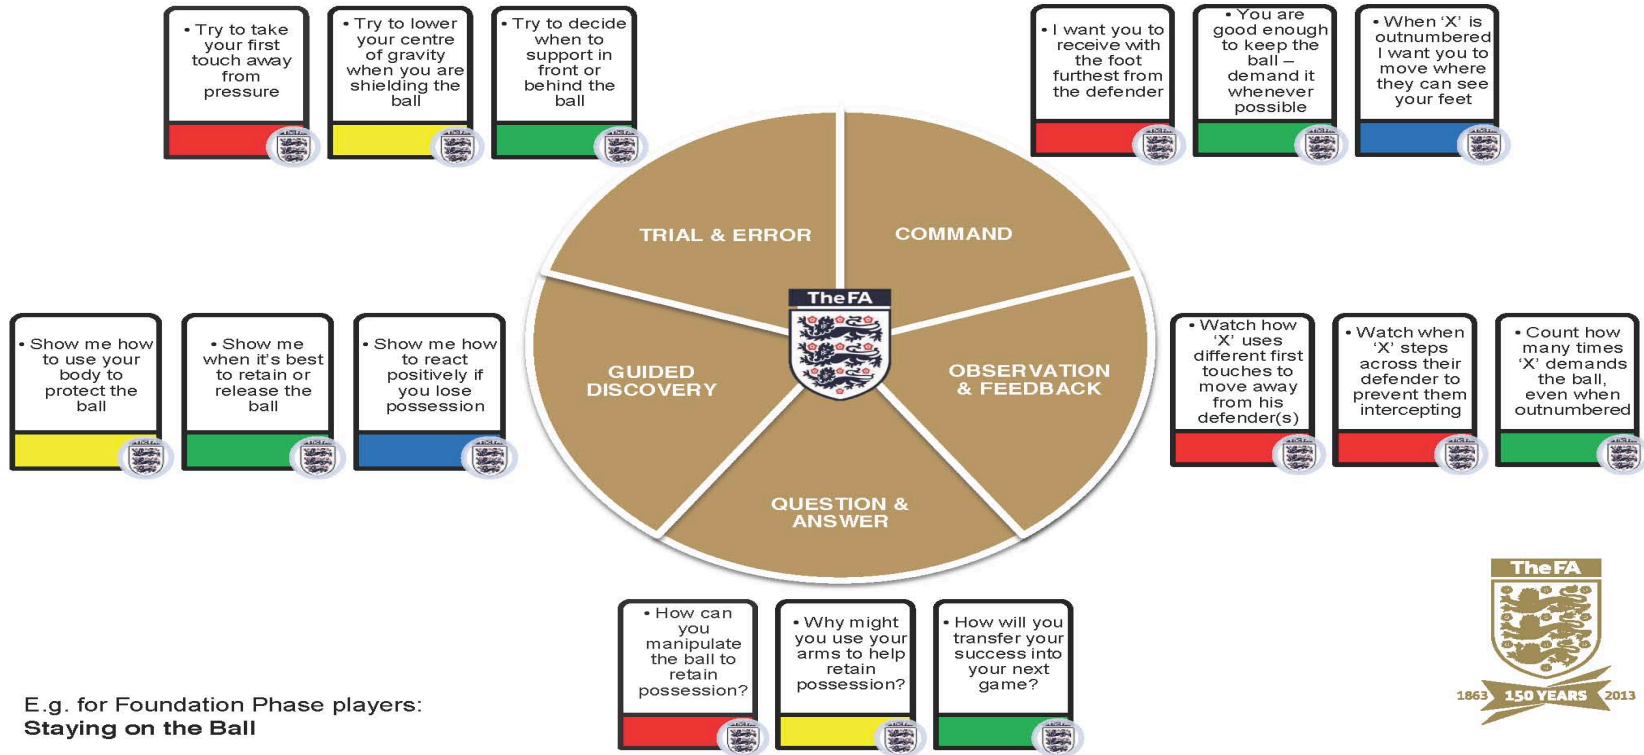 • Try to take
your first
touch away
from
pressure
• Try to lower
your centre
of gravity
when you are
shielding the
ball
• Try to decide
when to
support in
front or
behind the
ball
• I want you to
receive with
the foot
furthest from
the defender
• You are
good enough
to keep the
ball –
demand it
whenever
possible
• When ‘X’ is
outnumbered
I want you to
move where
they can see
your feet
TRIAL & ERROR
COMMAND
The FA
• Show me how
to use your
body to
protect the
ball
• Show me
when it's best
to retain or
release the
ball
• Show me how
to react
positively if
you lose
possession
GUIDED
DISCOVERY
OBSERVATION
& FEEDBACK
• Watch how
‘X’ uses
different first
touches to
move away
from his
defender(s)
• Watch when
‘X’ steps
across their
defender to
prevent them
intercepting
• Count how
many times
‘X’ demands
the ball,
even when
outnumbered
QUESTION &
ANSWER
• How can
you
manipulate
the ball to
retain
possession?
• Why might
you use your
arms to help
retain
possession?
• How will you
transfer your
success into
your next
game?
E.g. for Foundation Phase players:
Staying on the Ball
The FA
1863 150 YEARS 2013